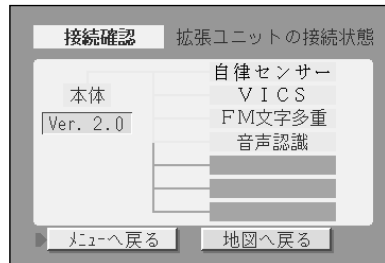 接続確認 拡張ユニットの接続状態
自律センサー
本体
VICS
Ver. 2.0
FM文字多重
音声認識
メニューへ戻る 地図へ戻る